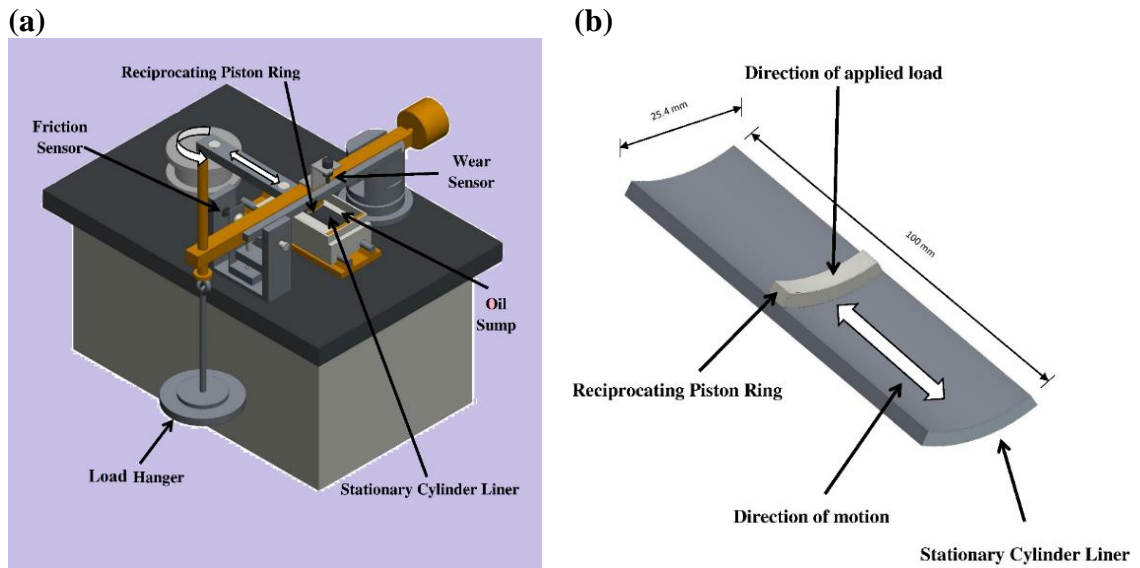 (a)
Reciprocating Piston Ring
Friction
Sensor
Wear
Sensor
Oil
Sump
Load Hanger
Stationary Cylinder Liner
(b)
Direction of applied load
25.4 mm
100 mm
Reciprocating Piston Ring
Direction of motion
Stationary Cylinder Liner